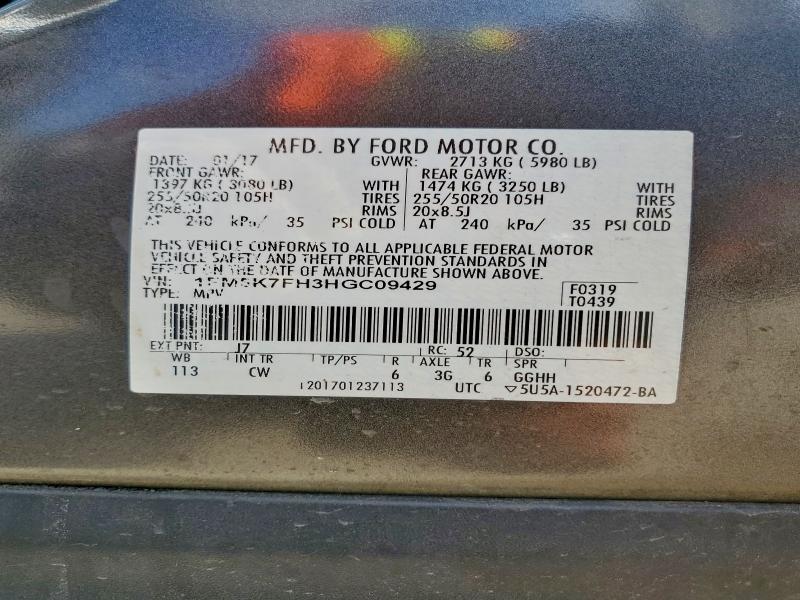 MFD. BY FORD MOTOR CO.
DATE: 01/17 GVWR: 2713 KG ( 5980 LB)
FRONT GAWR: REAR GAWR:
1397 KG ( 3080 LB) WITH 1474 KG ( 3250 LB) WITH
255/50R20 105H TIRES 255/50R20 105H TIRES
20x8.5J RIMS 20x8.5J RIMS
AT 240 kPa/ 35 PSI COLD AT 240 kPa/ 35 PSI COLD
THIS VEHICLE CONFORMS TO ALL APPLICABLE FEDERAL MOTOR
VEHICLE SAFETY AND THEFT PREVENTION STANDARDS IN
EFFECT ON THE DATE OF MANUFACTURE SHOWN ABOVE.
VIN: 1FM5K7FH3HGC09429 F0319
TYPE: MPV T0439
EXT PNT: J7 RC: 52 DSO:
WB INT TR TP/PS R AXLE TR SPR
113 CW 6 3G 6 GGHH
UTC ▽5U5A-1520472-BA